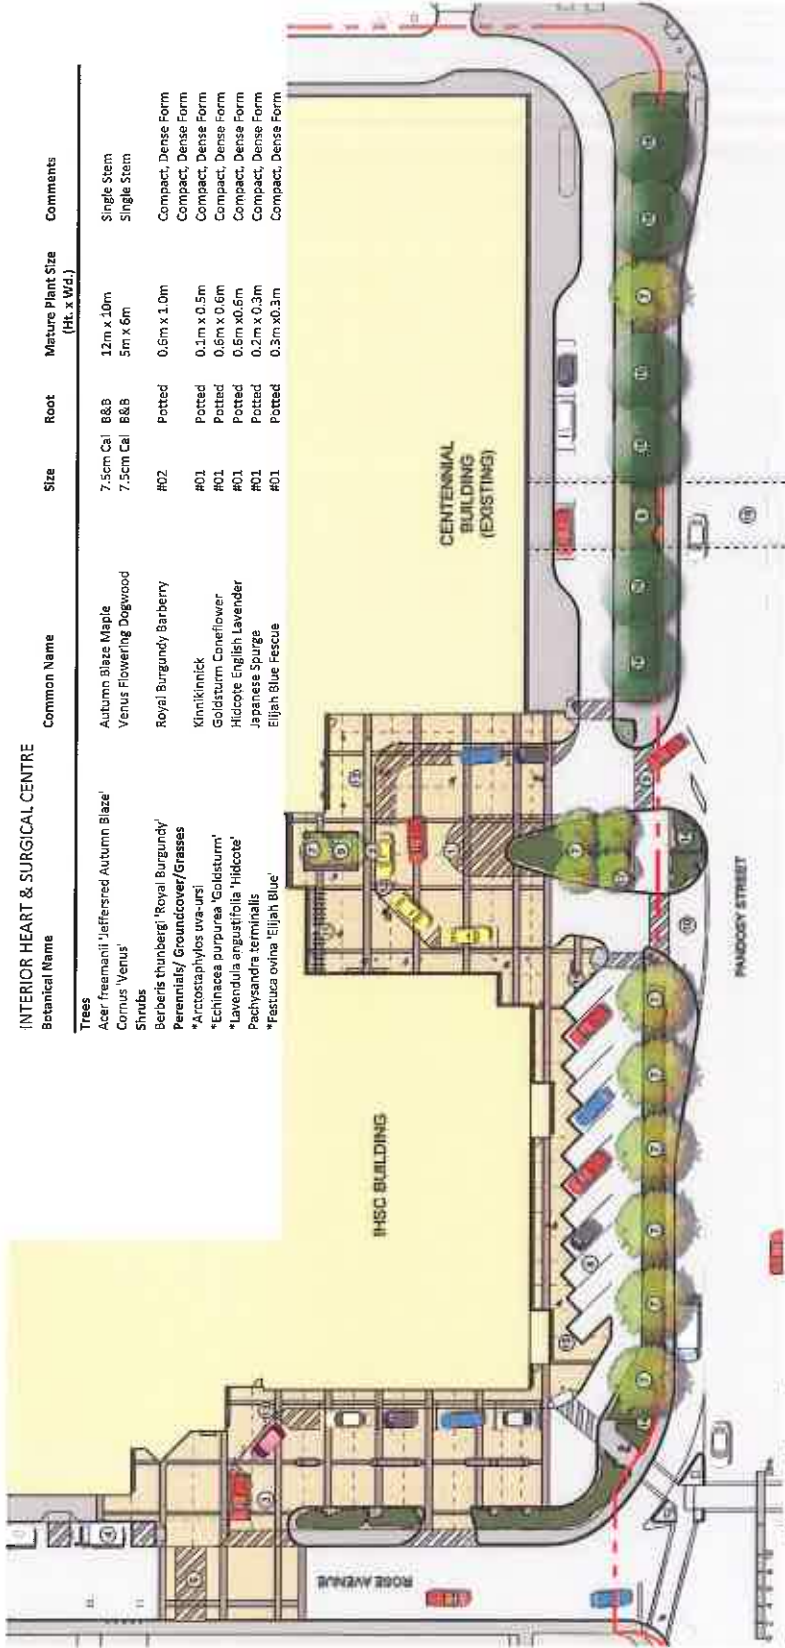 INTERIOR HEART & SURGICAL CENTRE
Botanical Name Common Name Size Root Mature Plant Size (Ht. x Wd.) Comments
Trees
Acer freemanii 'Jeffersred Autumn Blaze' Autumn Blaze Maple 7.5cm Cal B&B 12m x 10m Single Stem
Cornus 'Venus' Venus Flowering Dogwood 7.5cm Cal B&B 5m x 6m Single Stem
Shrubs
Berberis thunbergi 'Royal Burgundy' Royal Burgundy Barberry #02 Potted 0.6m x 1.0m Compact, Dense Form
Perennials/ Groundcover/Grasses Compact, Dense Form
*Arctostaphylos uva-ursi Kinnikinnick #01 Potted 0.1m x 0.5m Compact, Dense Form
*Echinacea purpurea 'Goldsturm' Goldsturm Coneflower #01 Potted 0.6m x 0.6m Compact, Dense Form
*Lavendula angustifolia 'Hidcote' Hidcote English Lavender #01 Potted 0.6m x0.6m Compact, Dense Form
Pachysandra terminalis Japanese Spurge #01 Potted 0.2m x 0.3m Compact, Dense Form
*Festuca ovina 'Elijah Blue' Elijah Blue Fescue #01 Potted 0.3m x0.3m Compact, Dense Form
IHSC BUILDING
CENTENNIAL
BUILDING
(EXISTING)
ROSE AVENUE
PANDOSY STREET